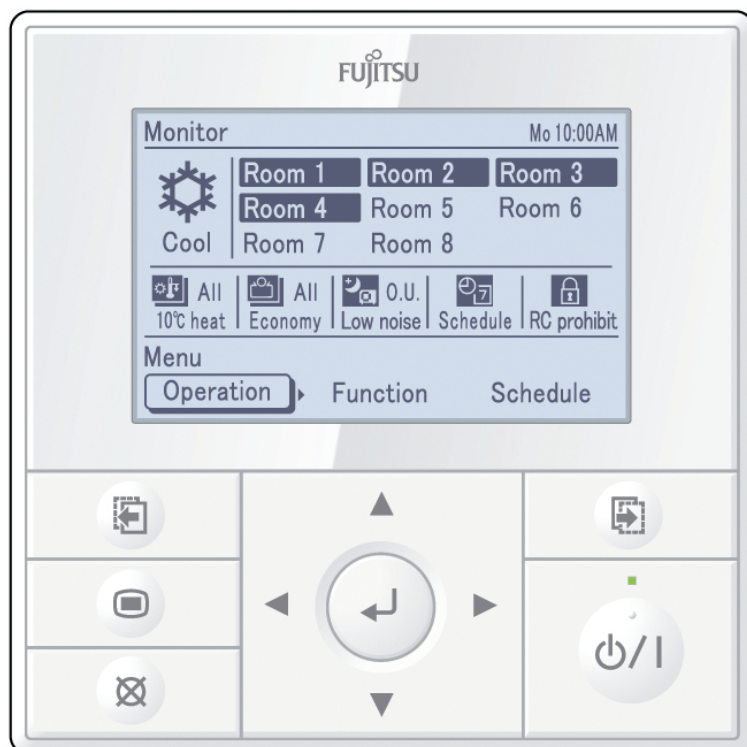 FUJITSU
Monitor Mo 10:00AM
Room 1 Room 2 Room 3
Room 4 Room 5 Room 6
Cool Room 7 Room 8
All All O.U. 7
10℃ heat Economy Low noise Schedule RC prohibit
Menu
Operation Function Schedule